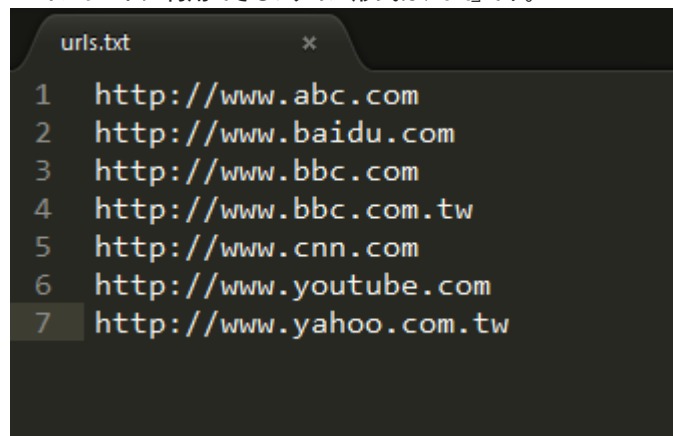 urls.txt ×
1 http://www.abc.com
2 http://www.baidu.com
3 http://www.bbc.com
4 http://www.bbc.com.tw
5 http://www.cnn.com
6 http://www.youtube.com
7 http://www.yahoo.com.tw